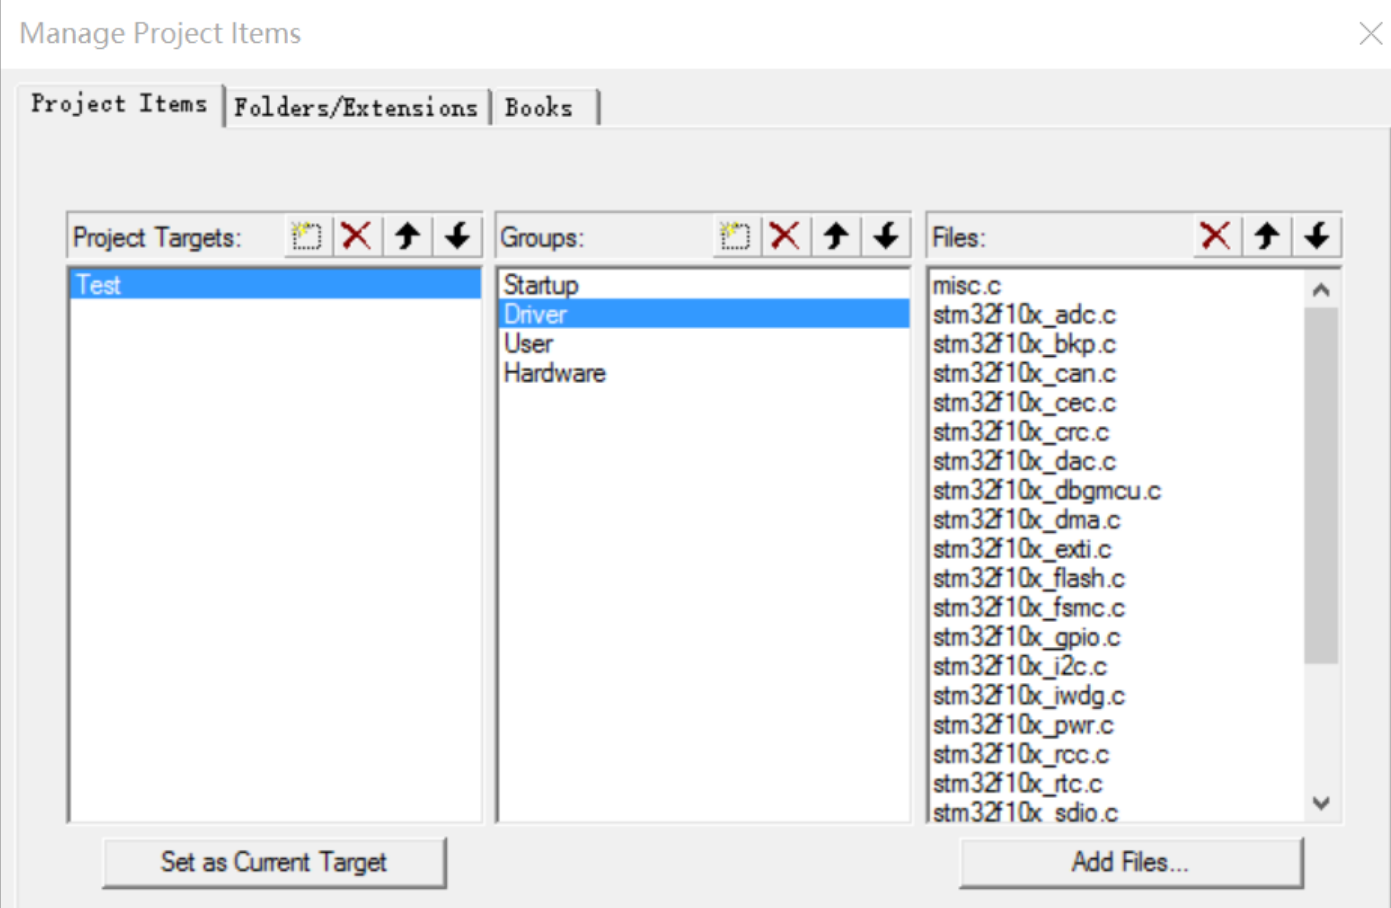 Manage Project Items
Project Items Folders/Extensions Books
Project Targets: Groups: Files:
Test
Startup
Driver
User
Hardware
misc.c
stm32f10x_adc.c
stm32f10x_bkp.c
stm32f10x_can.c
stm32f10x_cec.c
stm32f10x_crc.c
stm32f10x_dac.c
stm32f10x_dbgmcu.c
stm32f10x_dma.c
stm32f10x_exti.c
stm32f10x_flash.c
stm32f10x_fsmc.c
stm32f10x_gpio.c
stm32f10x_i2c.c
stm32f10x_iwdg.c
stm32f10x_pwr.c
stm32f10x_rcc.c
stm32f10x_rtc.c
stm32f10x_sdio.c
Set as Current Target Add Files...